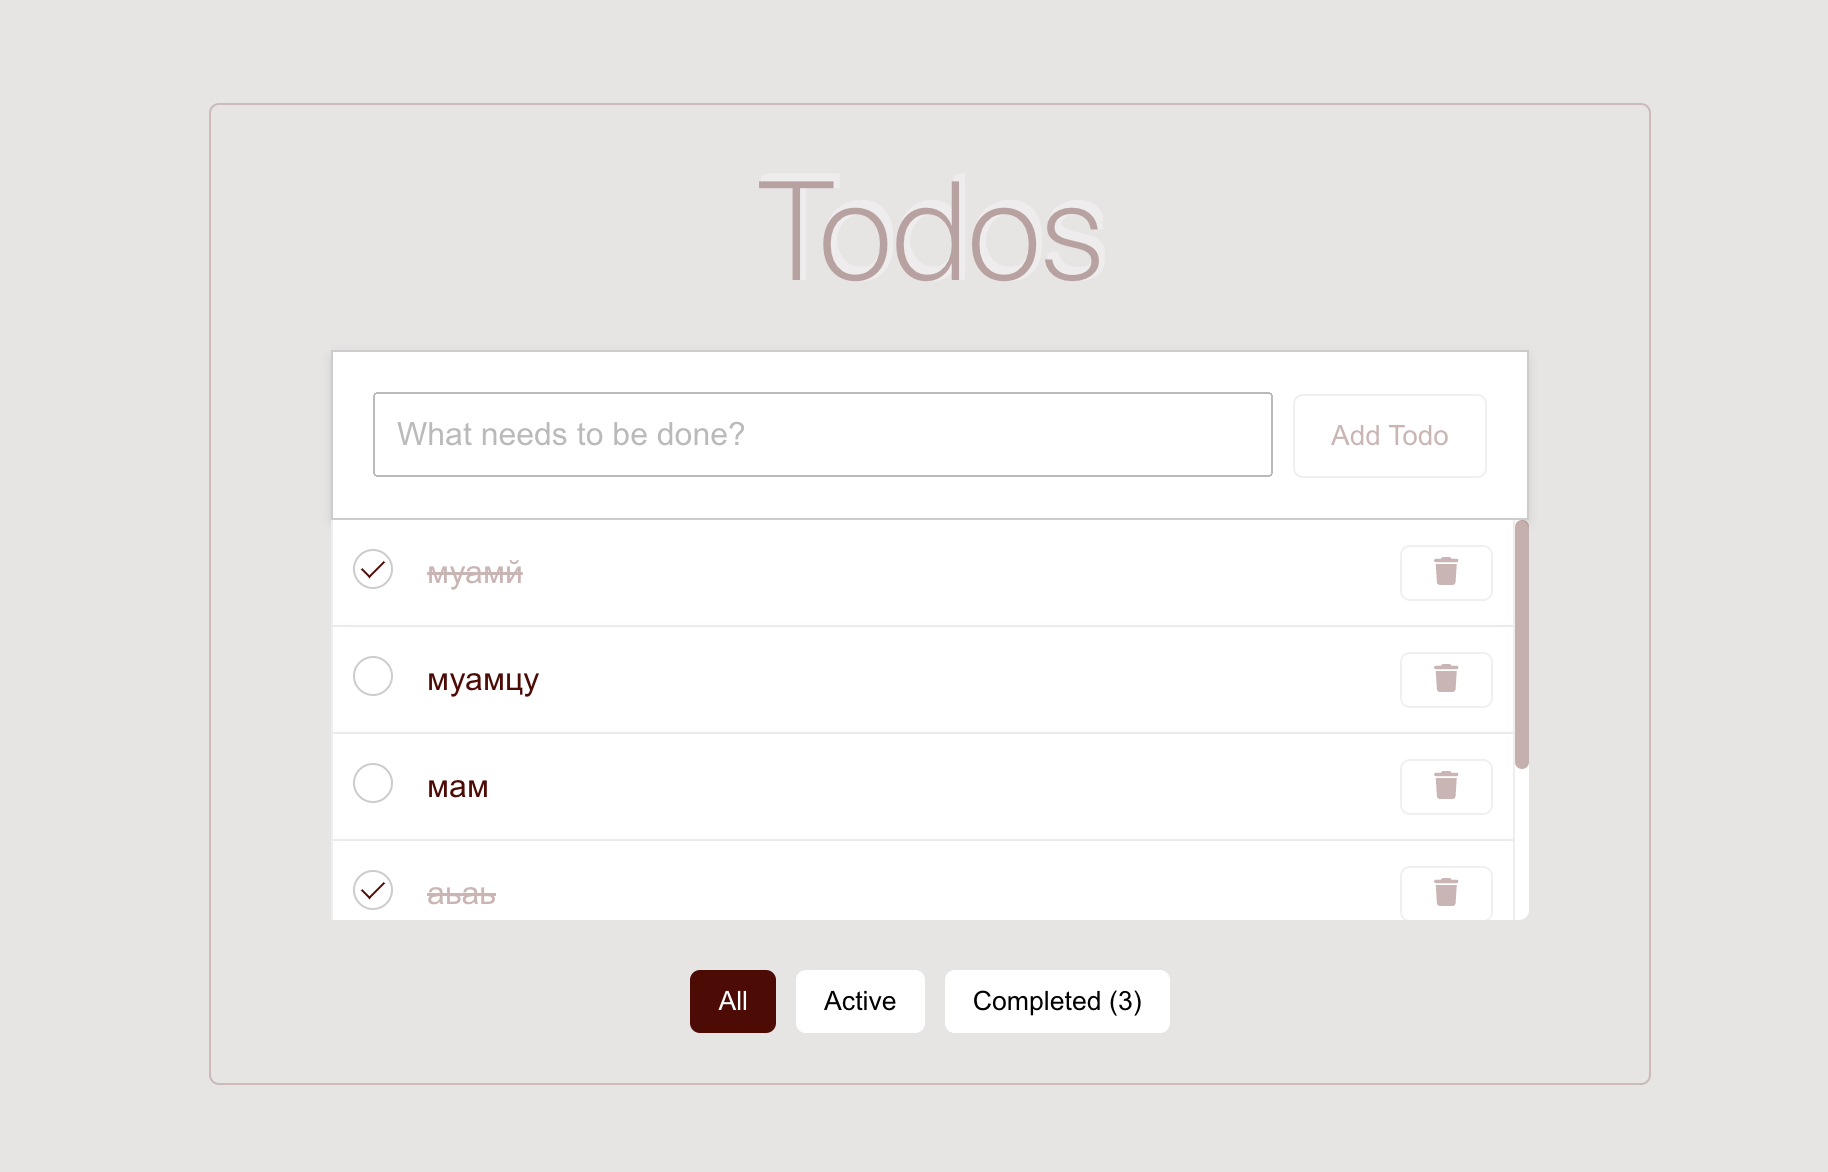 Todos
What needs to be done?
Add Todo
муамй
муамцу
мам
аьаь
All
Active
Completed (3)